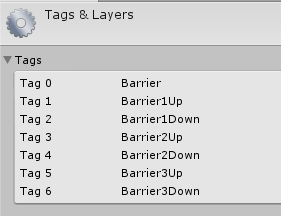 Tags & Layers
Tags
Tag 0 Barrier
Tag 1 Barrier1Up
Tag 2 Barrier1Down
Tag 3 Barrier2Up
Tag 4 Barrier2Down
Tag 5 Barrier3Up
Tag 6 Barrier3Down